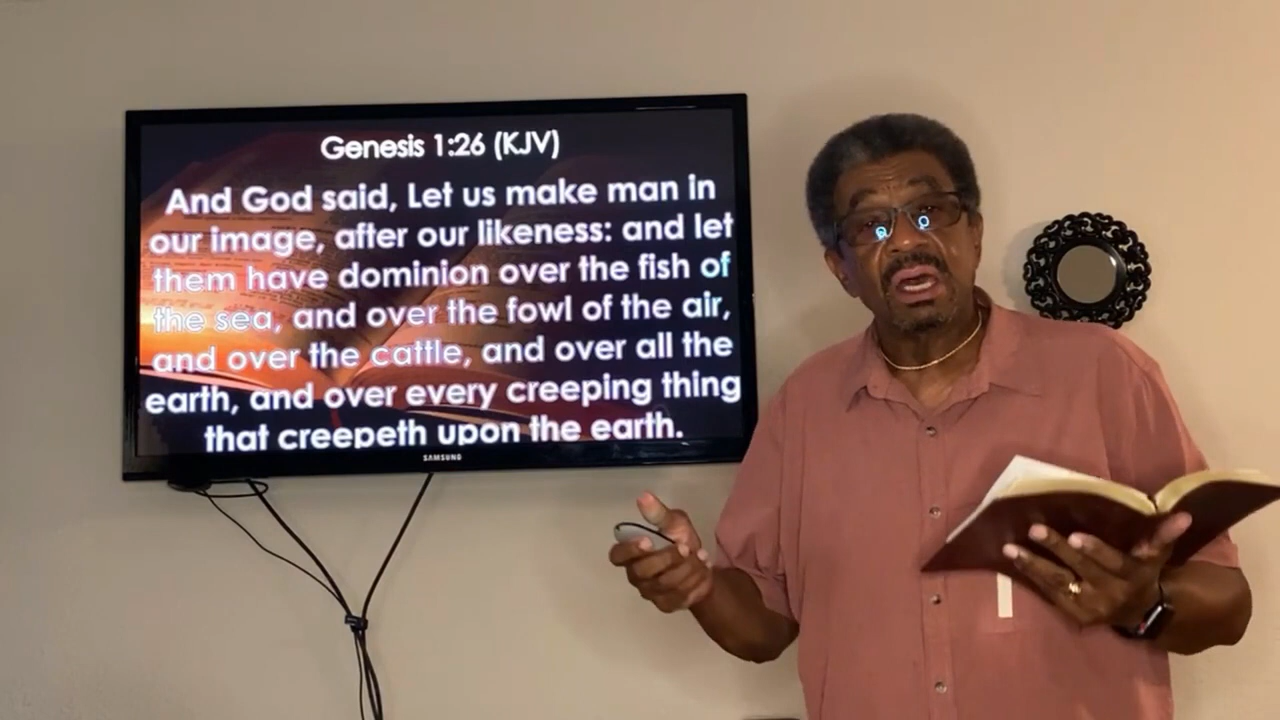 Genesis 1:26 (KJV)
And God said, Let us make man in
our image, after our likeness: and let
them have dominion over the fish of
the sea, and over the fowl of the air,
and over the cattle, and over all the
earth, and over every creeping thing
that creepeth upon the earth.
SAMSUNG